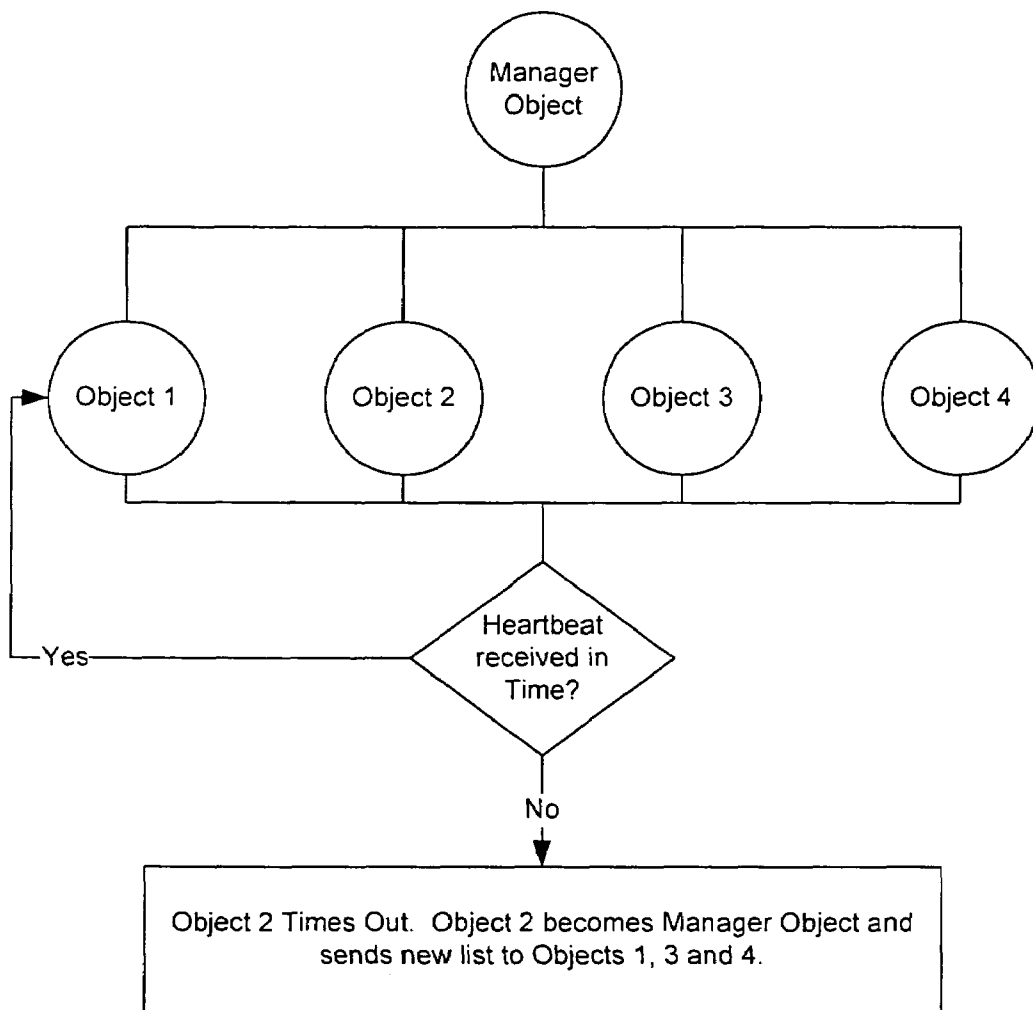 Manager
Object
Object 1
Object 2
Object 3
Object 4
Heartbeat
received in
Time?
Yes
No
Object 2 Times Out. Object 2 becomes Manager Object and
sends new list to Objects 1, 3 and 4.